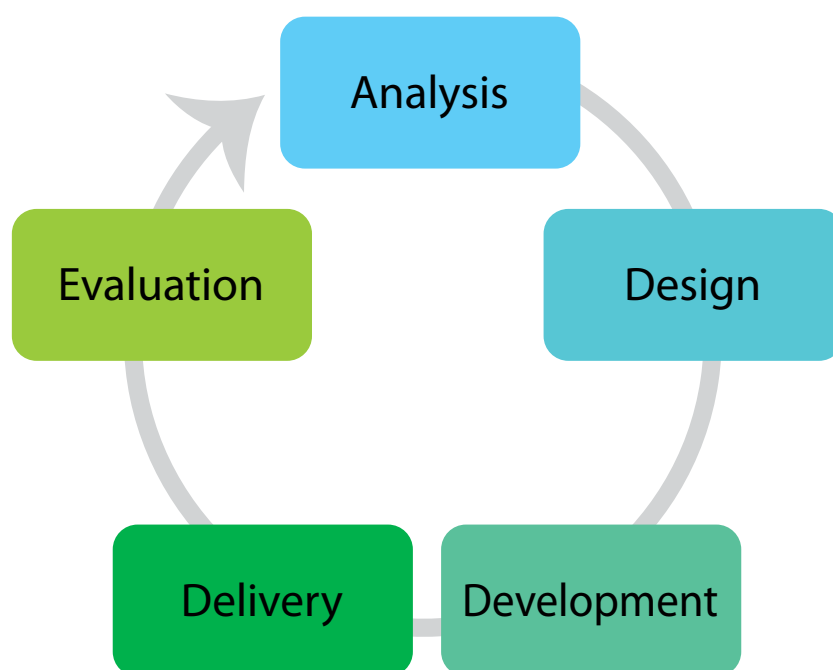 Analysis
Design
Development
Delivery
Evaluation